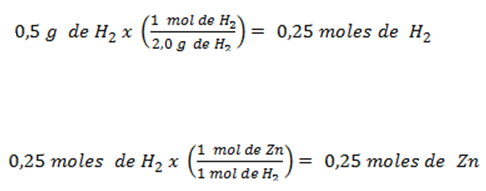 0,5 g de H₂ x (1 mol de H₂ / 2,0 g de H₂) = 0,25 moles de H₂
0,25 moles de H₂ x (1 mol de Zn / 1 mol de H₂) = 0,25 moles de Zn